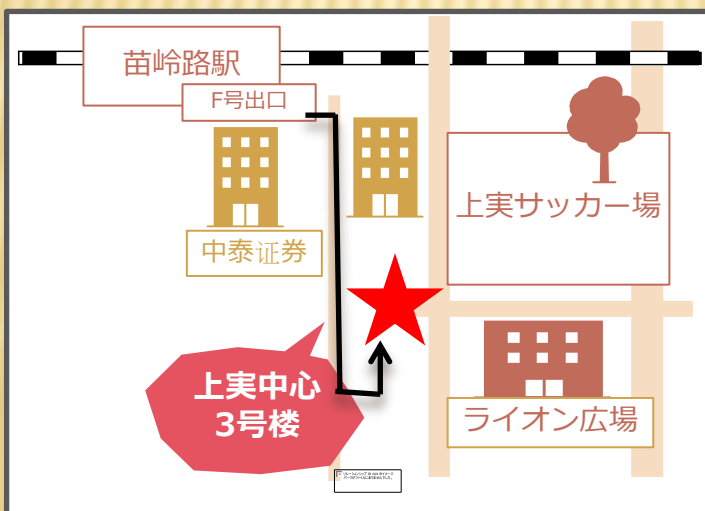 苗岭路駅
F号出口
中泰证券
上実サッカー場
上実中心
3号楼
ライオン広場